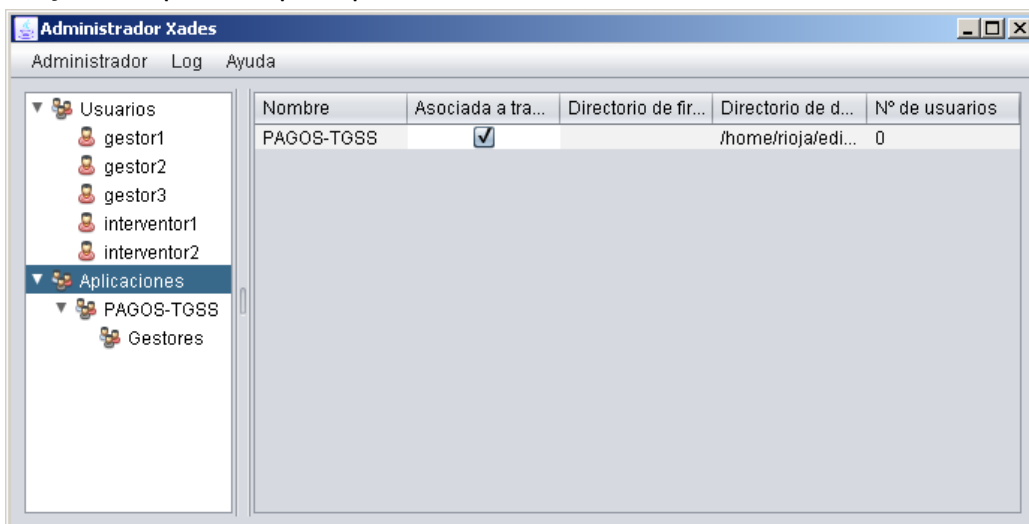 Administrador Xades
Administrador Log Ayuda
Usuarios
gestor1
gestor2
gestor3
interventor1
interventor2
Aplicaciones
PAGOS-TGSS
Gestores
Nombre Asociada a tra... Directorio de fir... Directorio de d... Nº de usuarios
PAGOS-TGSS /home/rioja/edi... 0